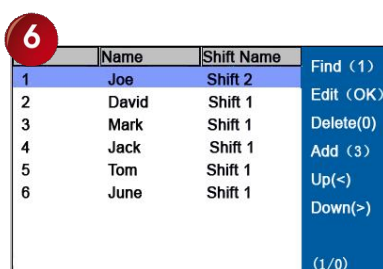 6
Name Shift Name
1 Joe Shift 2
2 David Shift 1
3 Mark Shift 1
4 Jack Shift 1
5 Tom Shift 1
6 June Shift 1
Find（1）
Edit（OK）
Delete(0)
Add（3）
Up(<)
Down(>)
(1/0)